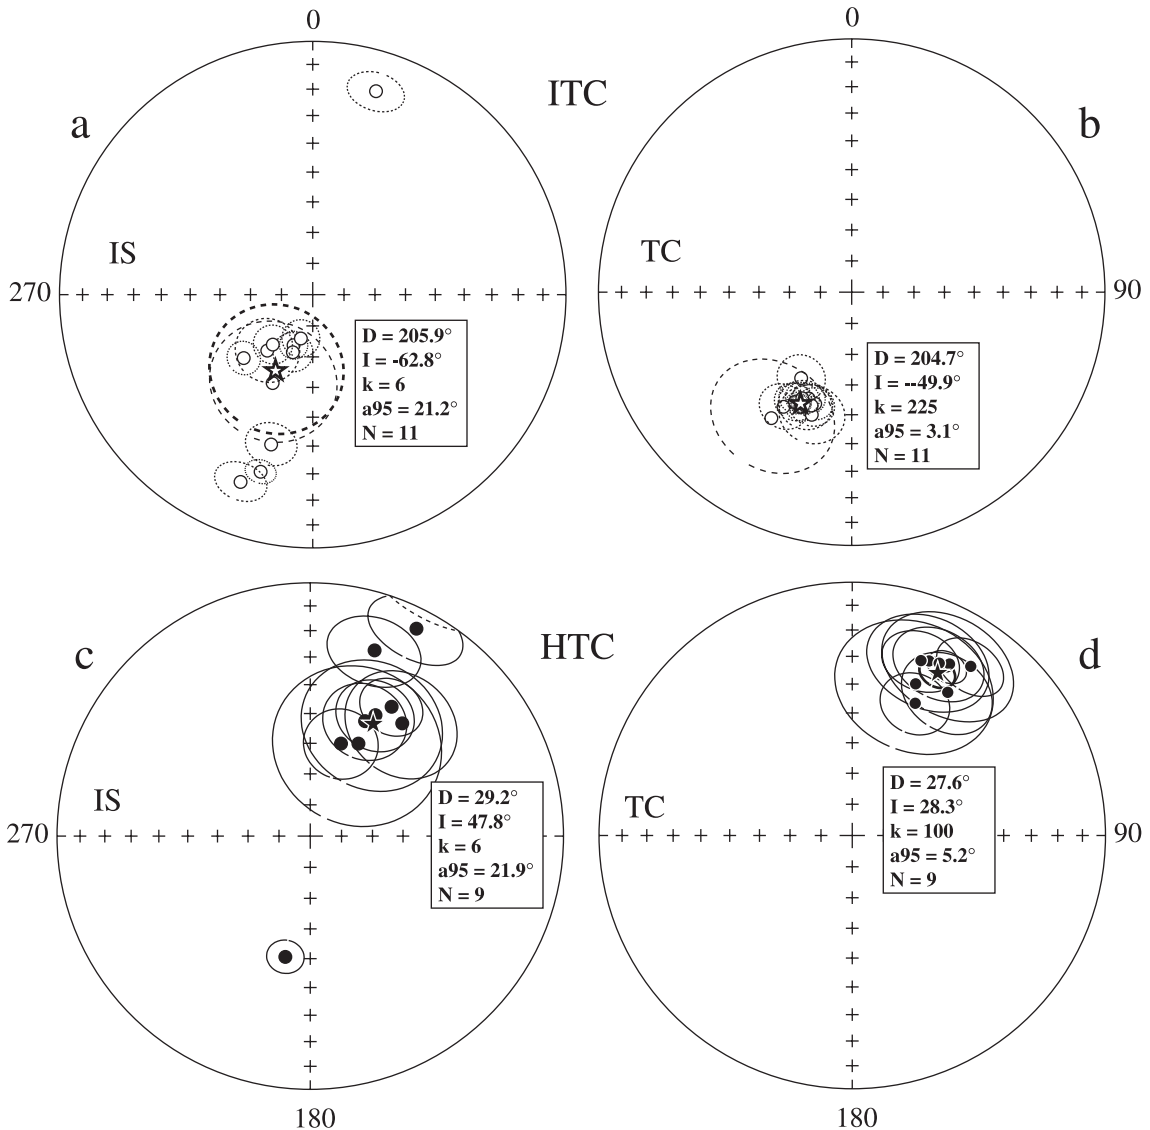 0
0
ITC
a
b
IS
TC
270
90
D = 205.9°
I = -62.8°
k = 6
a95 = 21.2°
N = 11
D = 204.7°
I = --49.9°
k = 225
a95 = 3.1°
N = 11
HTC
c
d
IS
TC
270
90
D = 29.2°
I = 47.8°
k = 6
a95 = 21.9°
N = 9
D = 27.6°
I = 28.3°
k = 100
a95 = 5.2°
N = 9
180
180